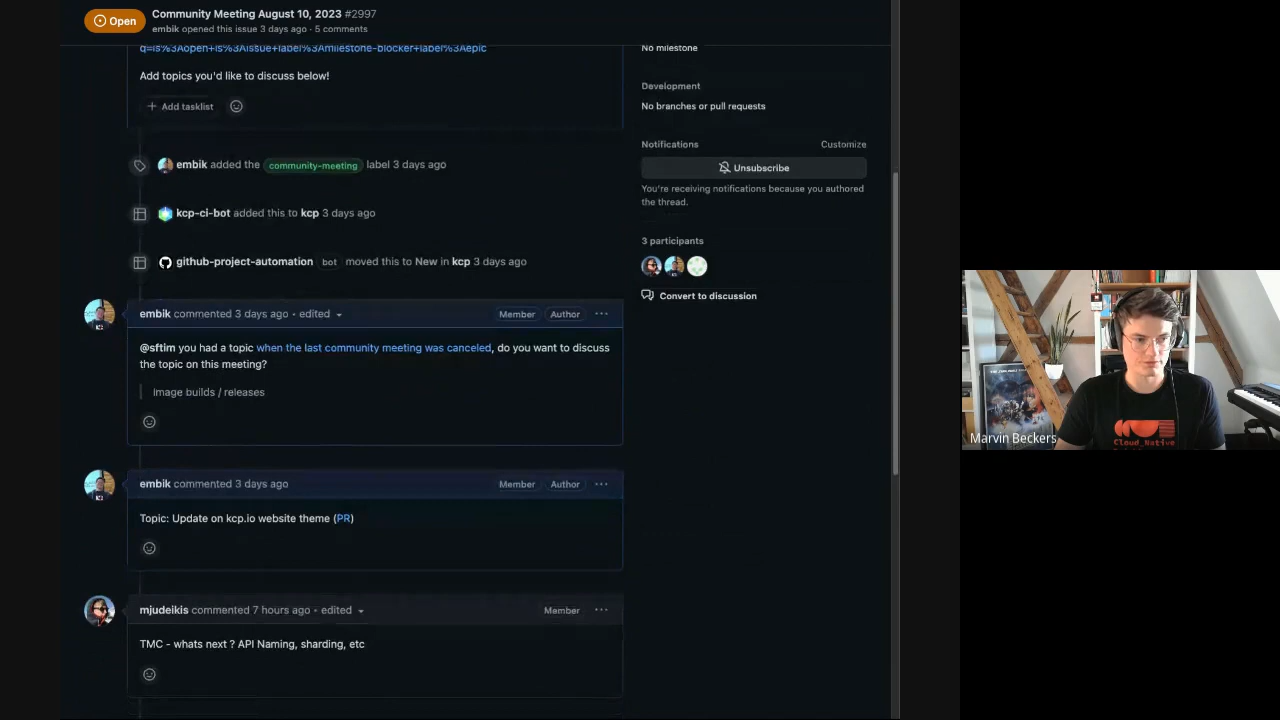 Open
Community Meeting August 10, 2023 #2997
embik opened this issue 3 days ago · 5 comments
q=is%3Aopen+is%3Aissue+label%3Amilestone-blocker+label%3Aepic
Add topics you'd like to discuss below!
Add tasklist
embik added the community-meeting label 3 days ago
kcp-ci-bot added this to kcp 3 days ago
github-project-automation bot moved this to New in kcp 3 days ago
embik commented 3 days ago · edited Member Author
@sftim you had a topic when the last community meeting was canceled, do you want to discuss
the topic on this meeting?
Image builds / releases
embik commented 3 days ago Member Author
Topic: Update on kcp.io website theme (PR)
mjudeikis commented 7 hours ago · edited Member
TMC - whats next ? API Naming, sharding, etc
No milestone
Development
No branches or pull requests
Notifications Customize
Unsubscribe
You're receiving notifications because you authored
the thread.
3 participants
Convert to discussion
Marvin Beckers
Cloud_Native